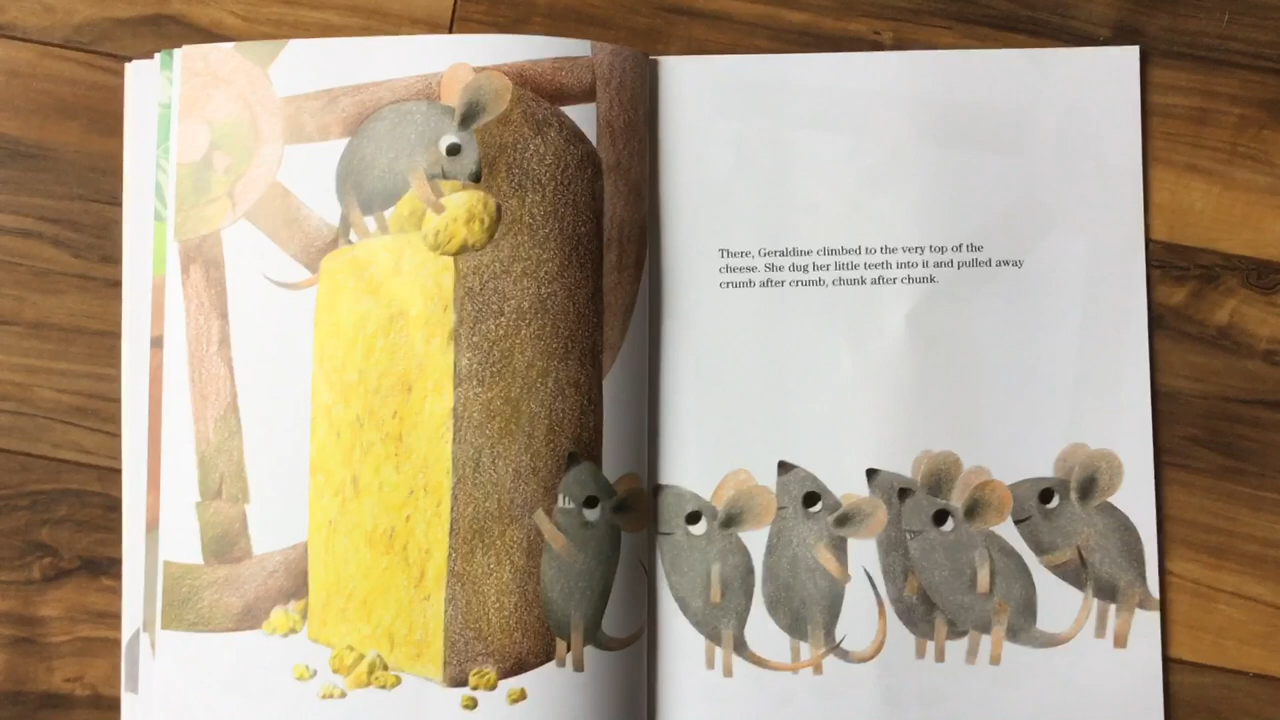 There, Geraldine climbed to the very top of the
cheese. She dug her little teeth into it and pulled away
crumb after crumb, chunk after chunk.